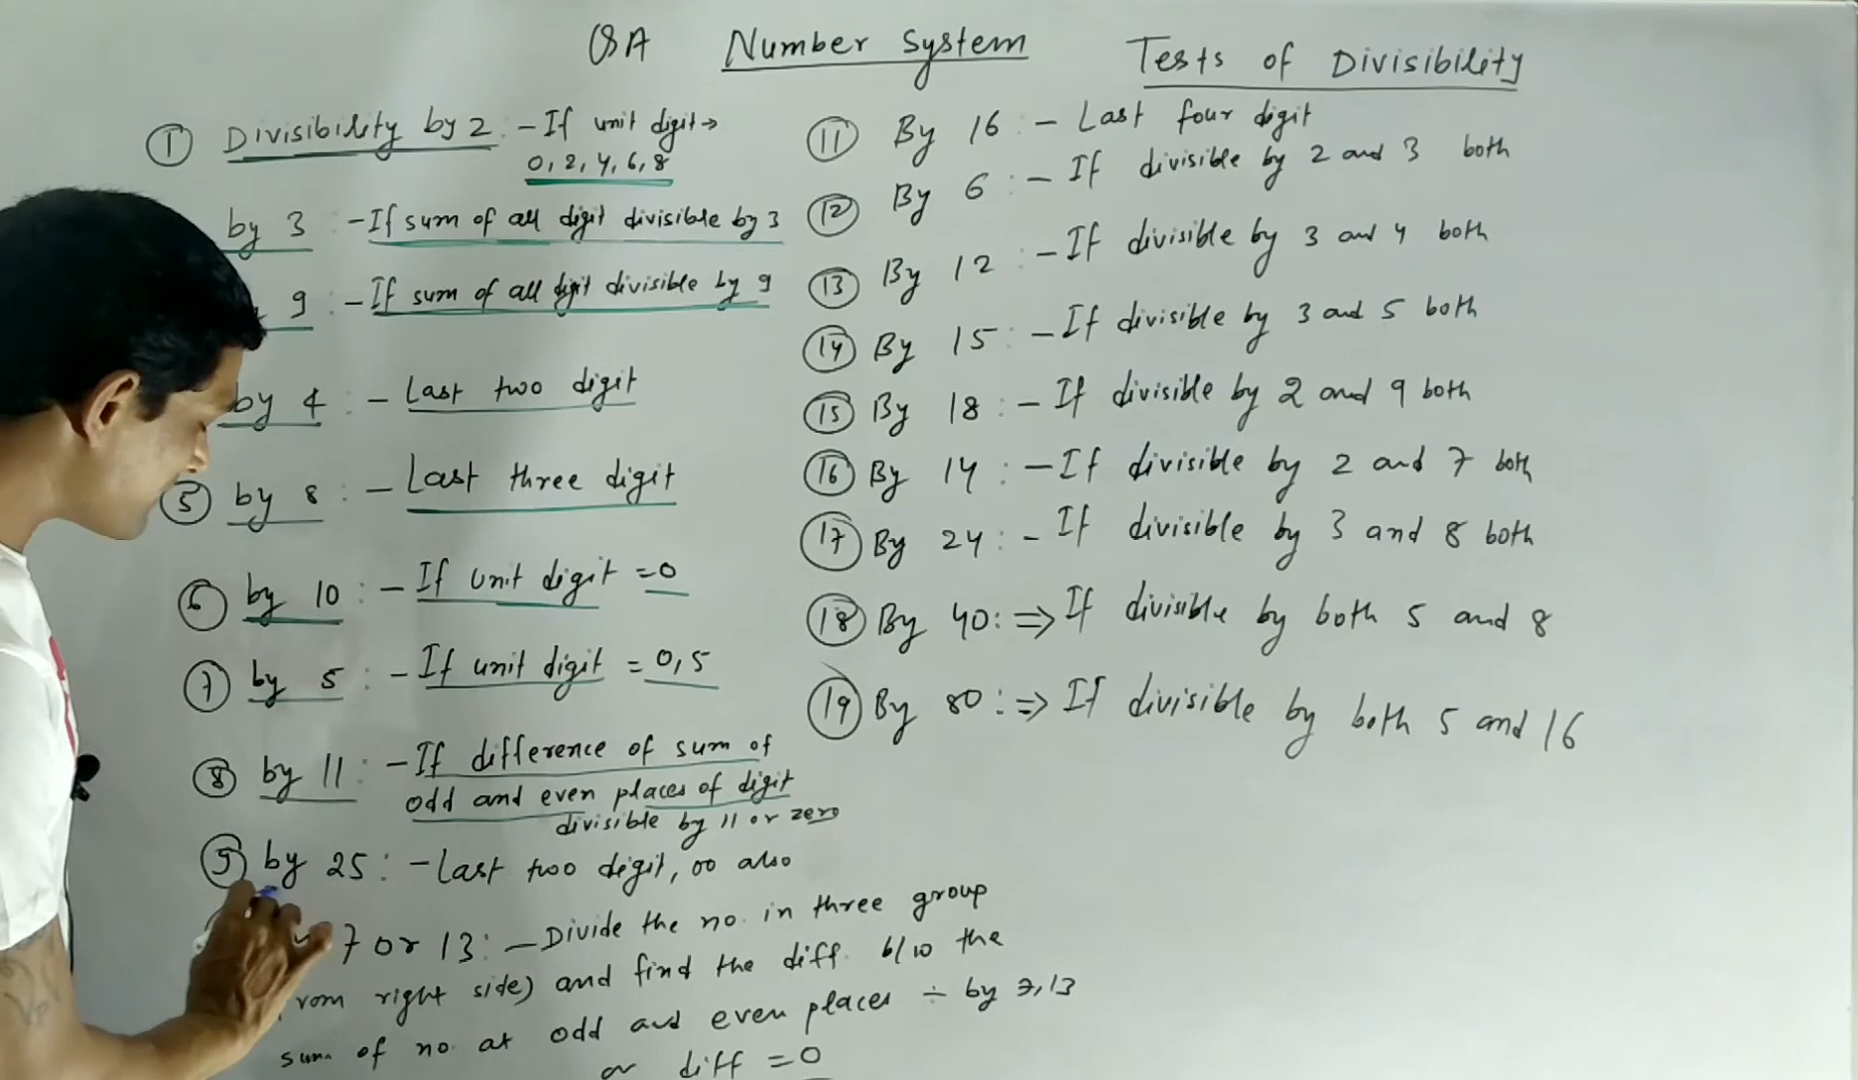 QA Number System Tests of Divisibility
① Divisibility by 2 :- If unit digit →
0, 2, 4, 6, 8
by 3 :- If sum of all digit divisible by 3
9 :- If sum of all digit divisible by 9
by 4 :- Last two digit
⑤ by 8 :- Last three digit
⑥ by 10 :- If unit digit = 0
⑦ by 5 :- If unit digit = 0, 5
⑧ by 11 :- If difference of sum of
odd and even places of digit
divisible by 11 or zero
⑨ by 25 :- Last two digit, 00 also
7 or 13 :- Divide the no. in three group
right side) and find the diff. b/w the
sum of no. at odd and even places ÷ by 7, 13
or diff = 0
⑪ By 16 :- Last four digit
⑫ By 6 :- If divisible by 2 and 3 both
⑬ By 12 :- If divisible by 3 and 4 both
⑭ By 15 :- If divisible by 3 and 5 both
⑮ By 18 :- If divisible by 2 and 9 both
⑯ By 14 :- If divisible by 2 and 7 both
⑰ By 24 :- If divisible by 3 and 8 both
⑱ By 40 :⇒ If divisible by both 5 and 8
⑲ By 80 :⇒ If divisible by both 5 and 16